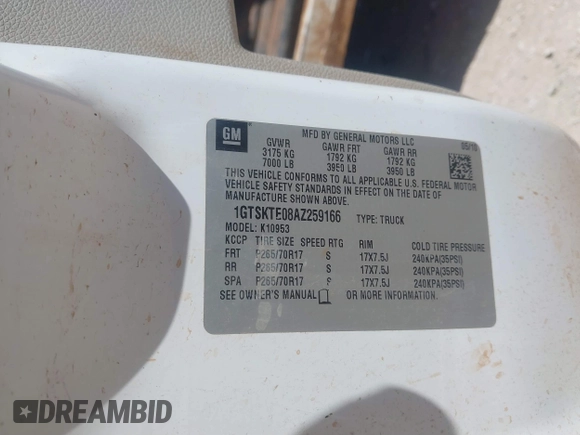 GM
MFD BY GENERAL MOTORS LLC
05/10
GVWR GAWR FRT GAWR RR
3175 KG 1792 KG 1792 KG
7000 LB 3950 LB 3950 LB
THIS VEHICLE CONFORMS TO ALL APPLICABLE U.S. FEDERAL MOTOR
VEHICLE SAFETY STANDARDS IN EFFECT ON THE DATE OF
MANUFACTURE SHOWN ABOVE.
1GTSKTE08AZ259166 TYPE: TRUCK
MODEL: K10953
KCCP TIRE SIZE SPEED RTG RIM COLD TIRE PRESSURE
FRT P265/70R17 S 17X7.5J 240KPA(35PSI)
RR P265/70R17 S 17X7.5J 240KPA(35PSI)
SPA P265/70R17 S 17X7.5J 240KPA(35PSI)
SEE OWNER'S MANUAL FOR MORE INFORMATION.
DREAMBID